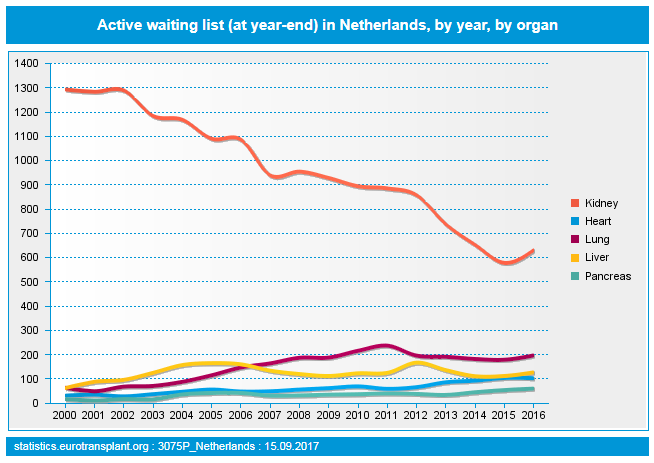 Active waiting list (at year-end) in Netherlands, by year, by organ
1400
1300
1200
1100
1000
900
800
700
600
500
400
300
200
100
0
2000 2001 2002 2003 2004 2005 2006 2007 2008 2009 2010 2011 2012 2013 2014 2015 2016
Kidney
Heart
Lung
Liver
Pancreas
statistics.eurotransplant.org : 3075P_Netherlands : 15.09.2017